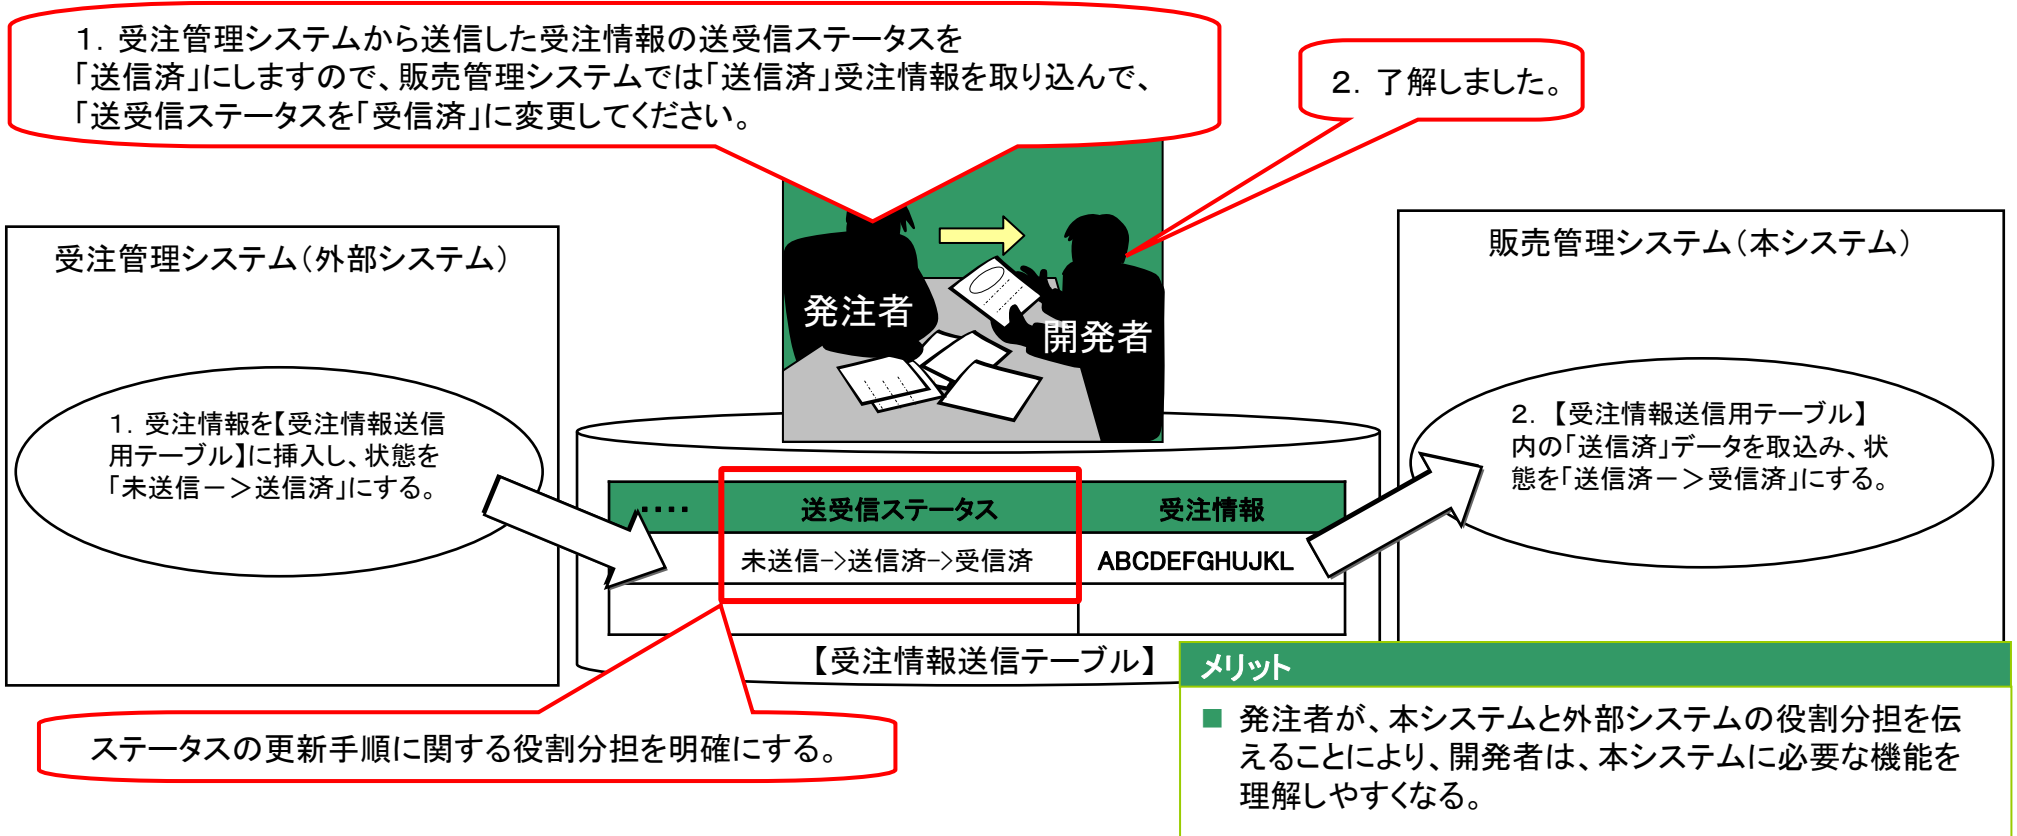 １．受注管理システムから送信した受注情報の送受信ステータスを
「送信済」にしますので、販売管理システムでは「送信済」受注情報を取り込んで、
「送受信ステータスを「受信済」に変更してください。
２．了解しました。
受注管理システム（外部システム）
販売管理システム（本システム）
発注者
開発者
１．受注情報を【受注情報送信
用テーブル】に挿入し、状態を
「未送信－＞送信済」にする。
２．【受注情報送信用テーブル】
内の「送信済」データを取込み、状
態を「送信済－＞受信済」にする。
････ 送受信ステータス 受注情報
未送信->送信済->受信済 ABCDEFGHUJKL
【受注情報送信テーブル】
メリット
■ 発注者が、本システムと外部システムの役割分担を伝
えることにより、開発者は、本システムに必要な機能を
理解しやすくなる。
ステータスの更新手順に関する役割分担を明確にする。